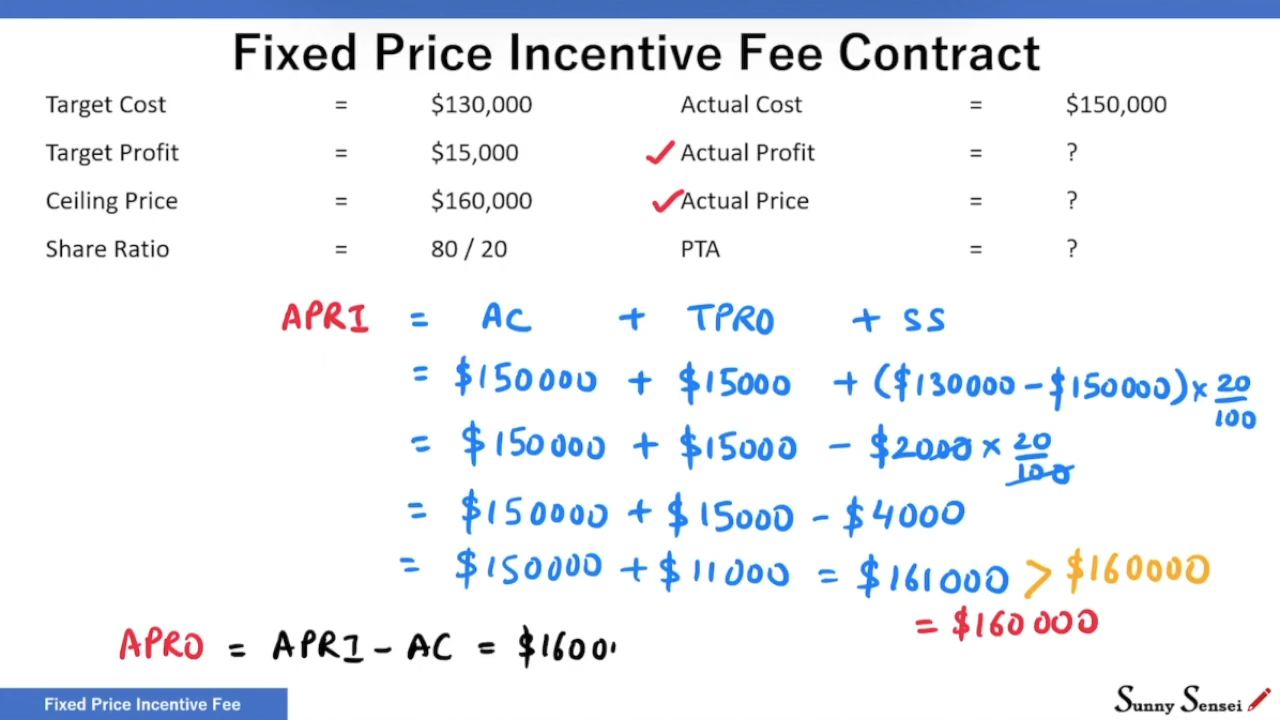 Fixed Price Incentive Fee Contract
Target Cost = $130,000 Actual Cost = $150,000
Target Profit = $15,000 ✓ Actual Profit = ?
Ceiling Price = $160,000 ✓ Actual Price = ?
Share Ratio = 80 / 20 PTA = ?
APRI = AC + TPRO + SS
= $150000 + $15000 + ($130000 - $150000) × 20/100
= $150000 + $15000 - $20000 × 20/100
= $150000 + $15000 - $4000
= $150000 + $11000 = $161000 > $160000
= $160000
APRO = APRI - AC = $1600
Fixed Price Incentive Fee
Sunny Sensei